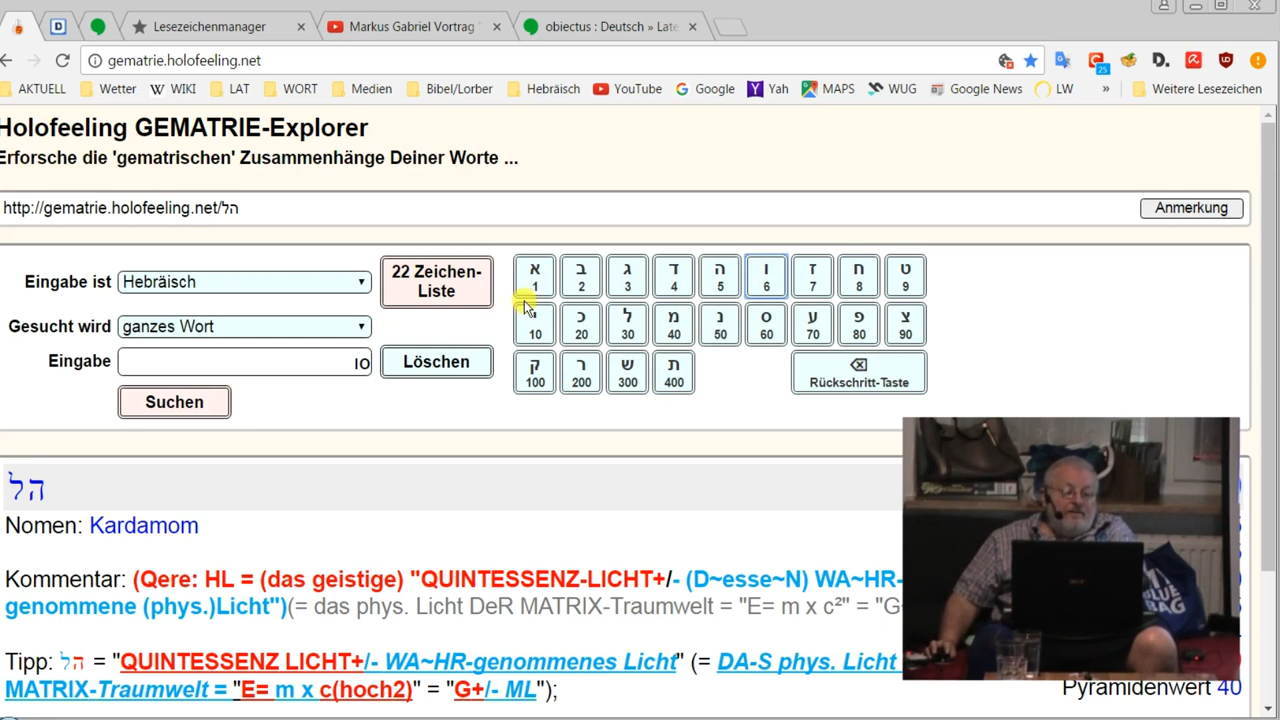 Lesezeichenmanager
Markus Gabriel Vortrag "
obiectus : Deutsch » Late
gematrie.holofeeling.net
25
AKTUELL Wetter WIKI LAT WORT Medien Bibel/Lorber Hebräisch YouTube Google Yah MAPS WUG Google News LW » Weitere Lesezeichen
Holofeeling GEMATRIE-Explorer
Erforsche die 'gematrischen' Zusammenhänge Deiner Worte ...
http://gematrie.holofeeling.net/הל
Anmerkung
Eingabe ist Hebräisch
22 Zeichen-
Liste
Gesucht wird ganzes Wort
Eingabe סו
Löschen
Suchen
א ב ג ד ה ו ז ח ט
1 2 3 4 5 6 7 8 9
י כ ל מ נ ס ע פ צ
10 20 30 40 50 60 70 80 90
ק ר ש ת
100 200 300 400
Rückschritt-Taste
הל
Nomen: Kardamom
Kommentar: (Qere: HL = (das geistige) "QUINTESSENZ-LICHT+/- (D~esse~N) WA~HR-
genommene (phys.)Licht")(= das phys. Licht DeR MATRIX-Traumwelt = "E= m x c²" = "G
Tipp: הל = "QUINTESSENZ LICHT+/- WA~HR-genommenes Licht" (= DA-S phys. Licht
MATRIX-Traumwelt = "E= m x c(hoch2)" = "G+/- ML");
Pyramidenwert 40
BLUE
BAG